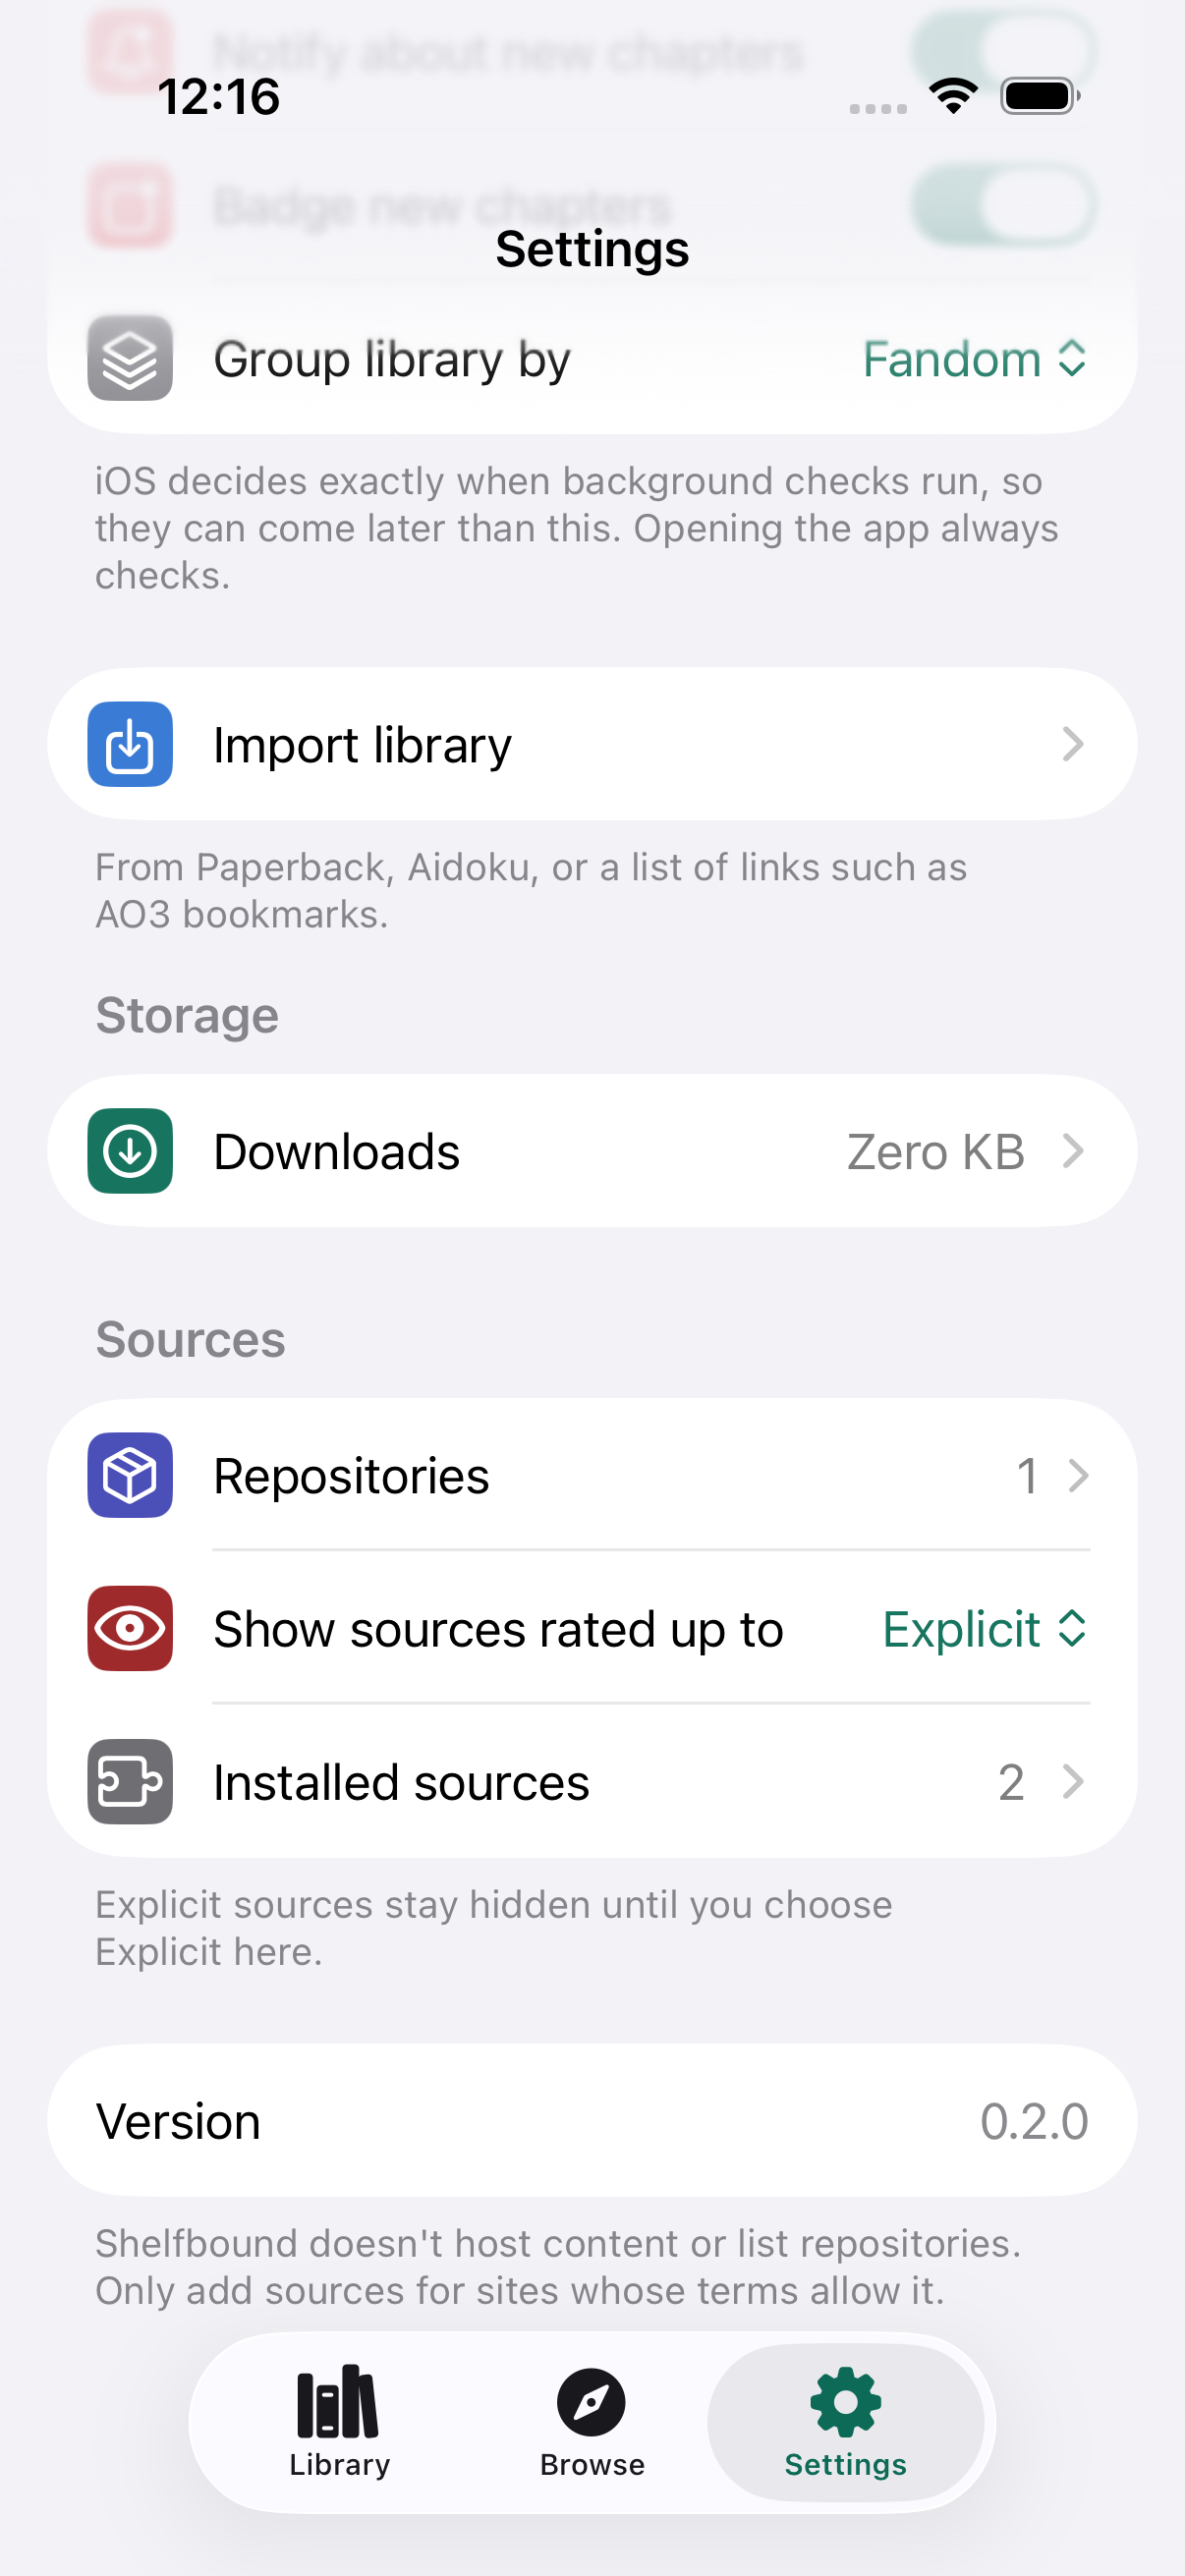 Notify about new chapters
12:16
Badge new chapters
Settings
Group library by
Fandom
iOS decides exactly when background checks run, so
they can come later than this. Opening the app always
checks.
Import library
From Paperback, Aidoku, or a list of links such as
AO3 bookmarks.
Storage
Downloads
Zero KB
Sources
Repositories
1
Show sources rated up to
Explicit
Installed sources
2
Explicit sources stay hidden until you choose
Explicit here.
Version
0.2.0
Shelfbound doesn't host content or list repositories.
Only add sources for sites whose terms allow it.
Library
Browse
Settings